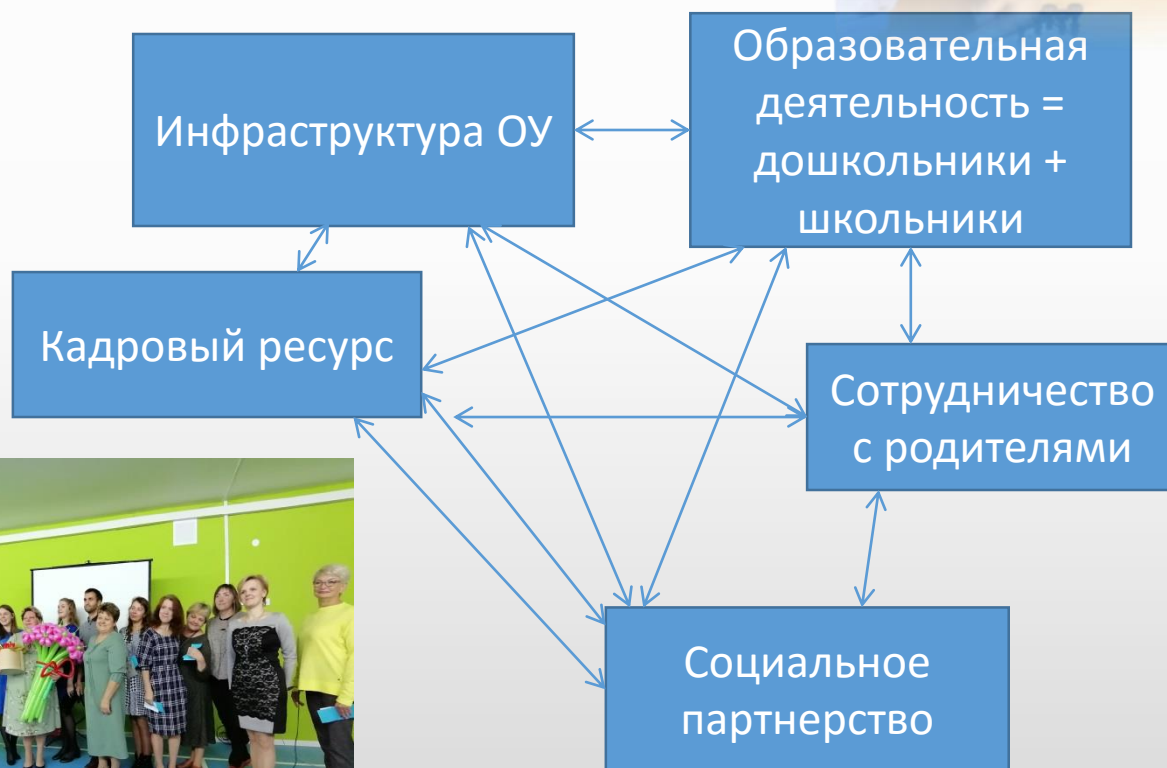 Инфраструктура ОУ
Образовательная
деятельность =
дошкольники +
школьники
Кадровый ресурс
Сотрудничество
с родителями
Социальное
партнерство